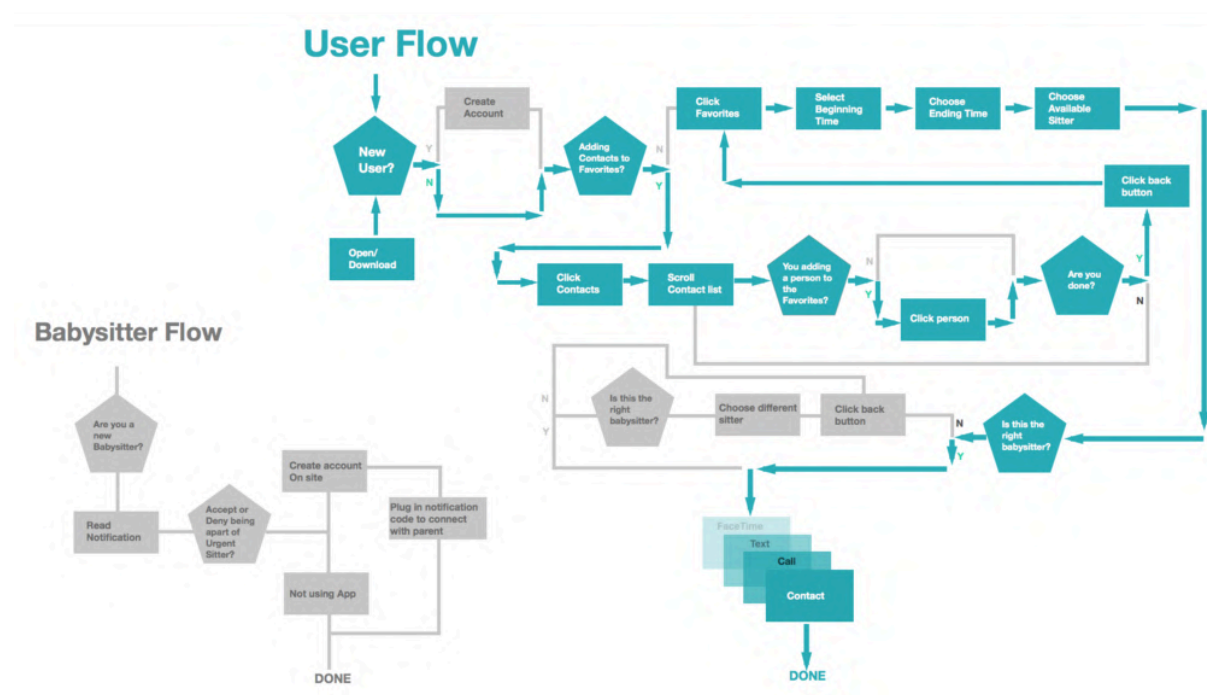 User Flow
Create
Account
New
User?
Y
N
Adding
Contacts to
Favorites?
N
Y
Click
Favorites
Select
Beginning
Time
Choose
Ending Time
Choose
Available
Sitter
Click back
button
Open/
Download
Click
Contacts
Scroll
Contact list
You adding
a person to
the
Favorites?
N
Y
Click person
Are you
done?
Y
N
Babysitter Flow
Are you a
new
Babysitter?
Read
Notification
Accept or
Deny being
apart of
Urgent
Sitter?
Create account
On site
Plug in notification
code to connect
with parent
Not using App
DONE
N
Y
Is this the
right
babysitter?
Choose different
sitter
Click back
button
N
Y
Is this the
right
babysitter?
FaceTime
Text
Call
Contact
DONE